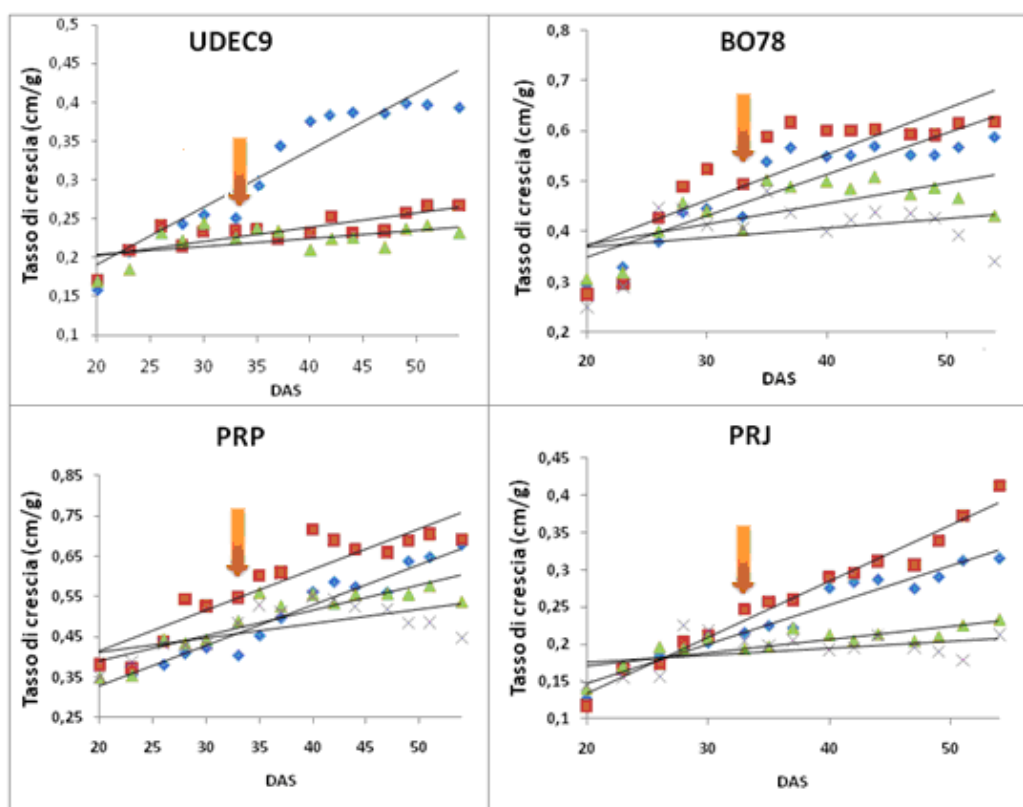 UDEC9
Tasso di crescia (cm/g)
0,5
0,45
0,4
0,35
0,3
0,25
0,2
0,15
0,1
20 25 30 35 40 45 50
DAS
BO78
Tasso di crescia (cm/g)
0,8
0,7
0,6
0,5
0,4
0,3
0,2
20 30 40 50
DAS
PRP
Tasso di crescia (cm/g)
0,85
0,75
0,65
0,55
0,45
0,35
0,25
20 25 30 35 40 45 50
DAS
PRJ
Tasso di crescia (cm/g)
0,45
0,4
0,35
0,3
0,25
0,2
0,15
0,1
20 30 40 50
DAS